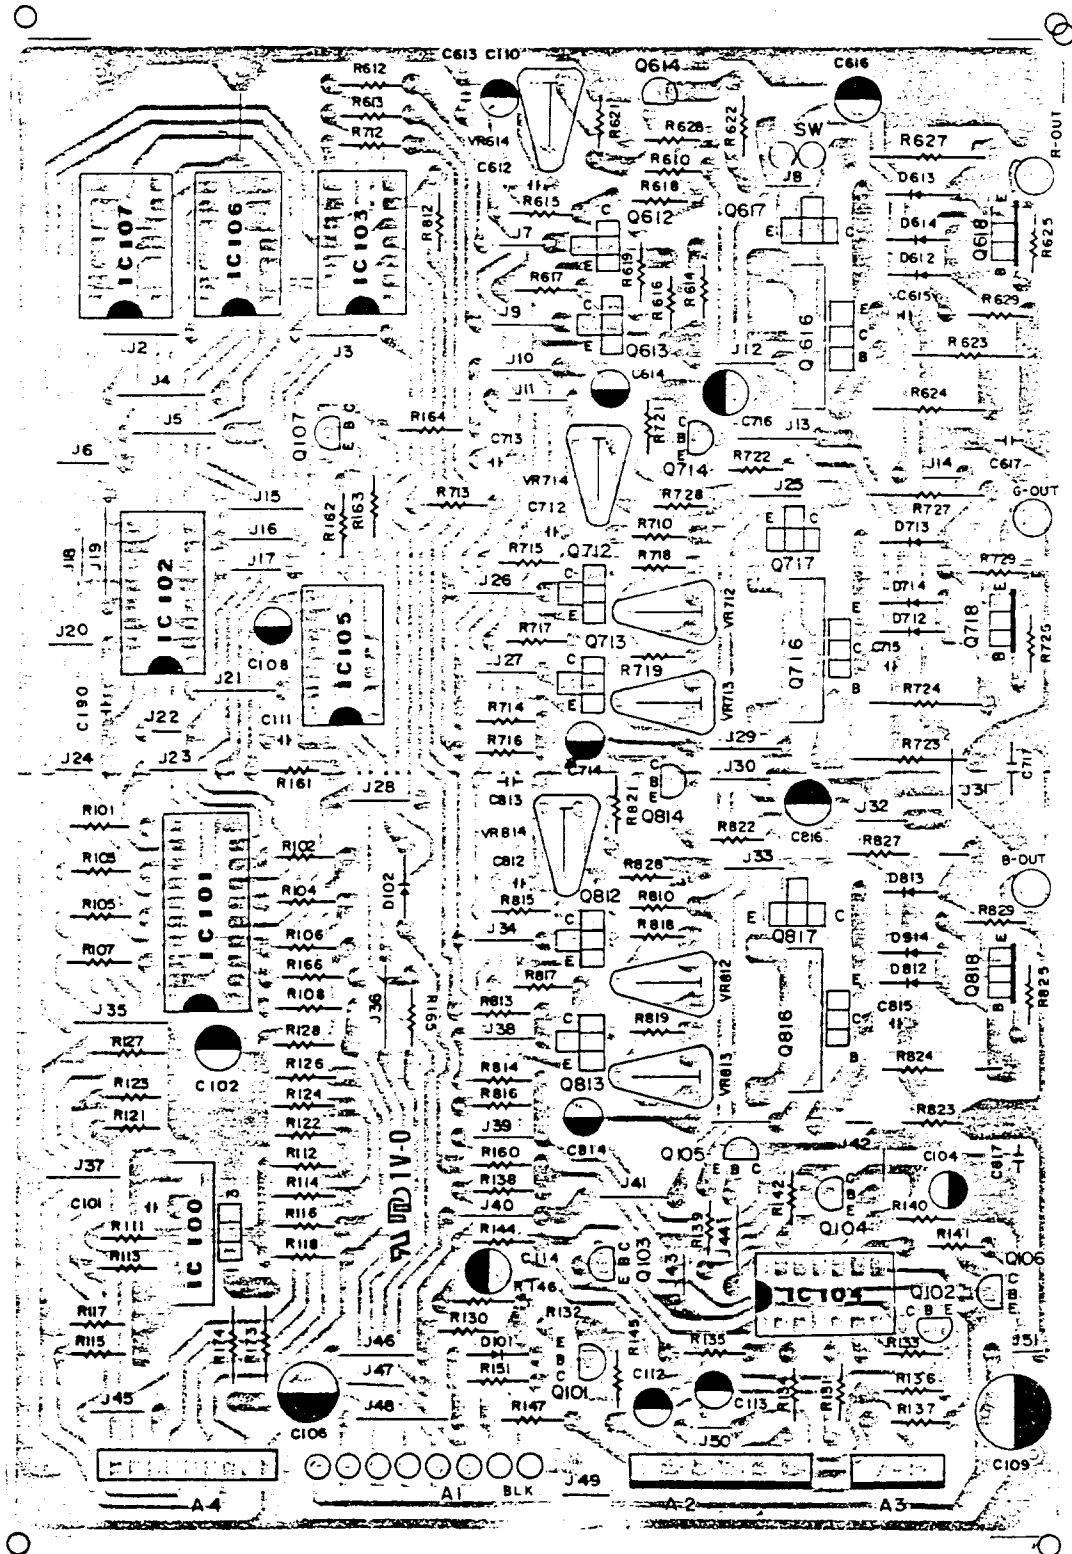 C613 C110
Q614
C616
R612
R613
R712
VR614
R621
R628
R622
SW
R627
R-OUT
C612
R610
J8
D613
R618
R615
C
Q612
Q617
IC107
IC106
IC103
R812
E
C
D614
E
Q618
B
R625
J7
D612
E
R619
R617
R616
R614
C615
R629
J9
C
E
C
B
Q616
J2
J3
E
Q613
J12
R623
J10
J4
J11
C614
R624
J5
Q107
C
B
E
R164
R721
C
B
E
C716
J13
C713
J6
Q714
R722
J14
C617
VR714
J15
R162
R163
R713
R728
J25
G-OUT
R727
C712
E
C
J16
R710
D713
J18
J19
R715
Q712
R718
Q717
J17
R729
IC102
J26
C
E
VR712
D714
E
Q718
B
R725
J20
IC105
R717
Q713
D712
E
C
B
Q716
C715
C108
J27
C
E
R719
J21
VR713
C190
R714
R724
C111
J22
R716
J29
R723
J24
J23
R161
C714
C
B
E
J30
C711
J28
C813
R821
J31
R101
Q814
J32
VR814
R822
C816
R102
R827
C812
J33
B-OUT
D102
R828
R104
Q812
D813
IC101
R815
R810
E
C
R829
R105
R106
J34
C
E
R818
Q817
D814
E
Q818
B
R107
R166
R817
VR812
D812
R825
R108
J36
R165
R813
E
C
B
Q816
C815
J35
R128
J38
C
E
R819
R127
R126
R814
R824
C102
Q813
VR813
R123
R124
R816
R121
R122
J39
R823
R112
C814
Q105
J42
C104
C817
J37
R160
E B C
R114
R138
J41
R142
C
B
E
C101
R116
J40
R139
Q104
R140
R111
IC 100
3
R144
J44
R113
R118
E B C
Q103
J43
R141
Q106
C114
IC104
Q102
C
B
E
R146
C B E
R117
R130
R132
R145
R115
D101
E
B
C
R135
R133
J51
J46
R151
R136
J47
Q101
C112
C113
R134
R131
R137
J45
J48
R147
C106
J50
C109
A4
A1
BLK
J49
A2
A3